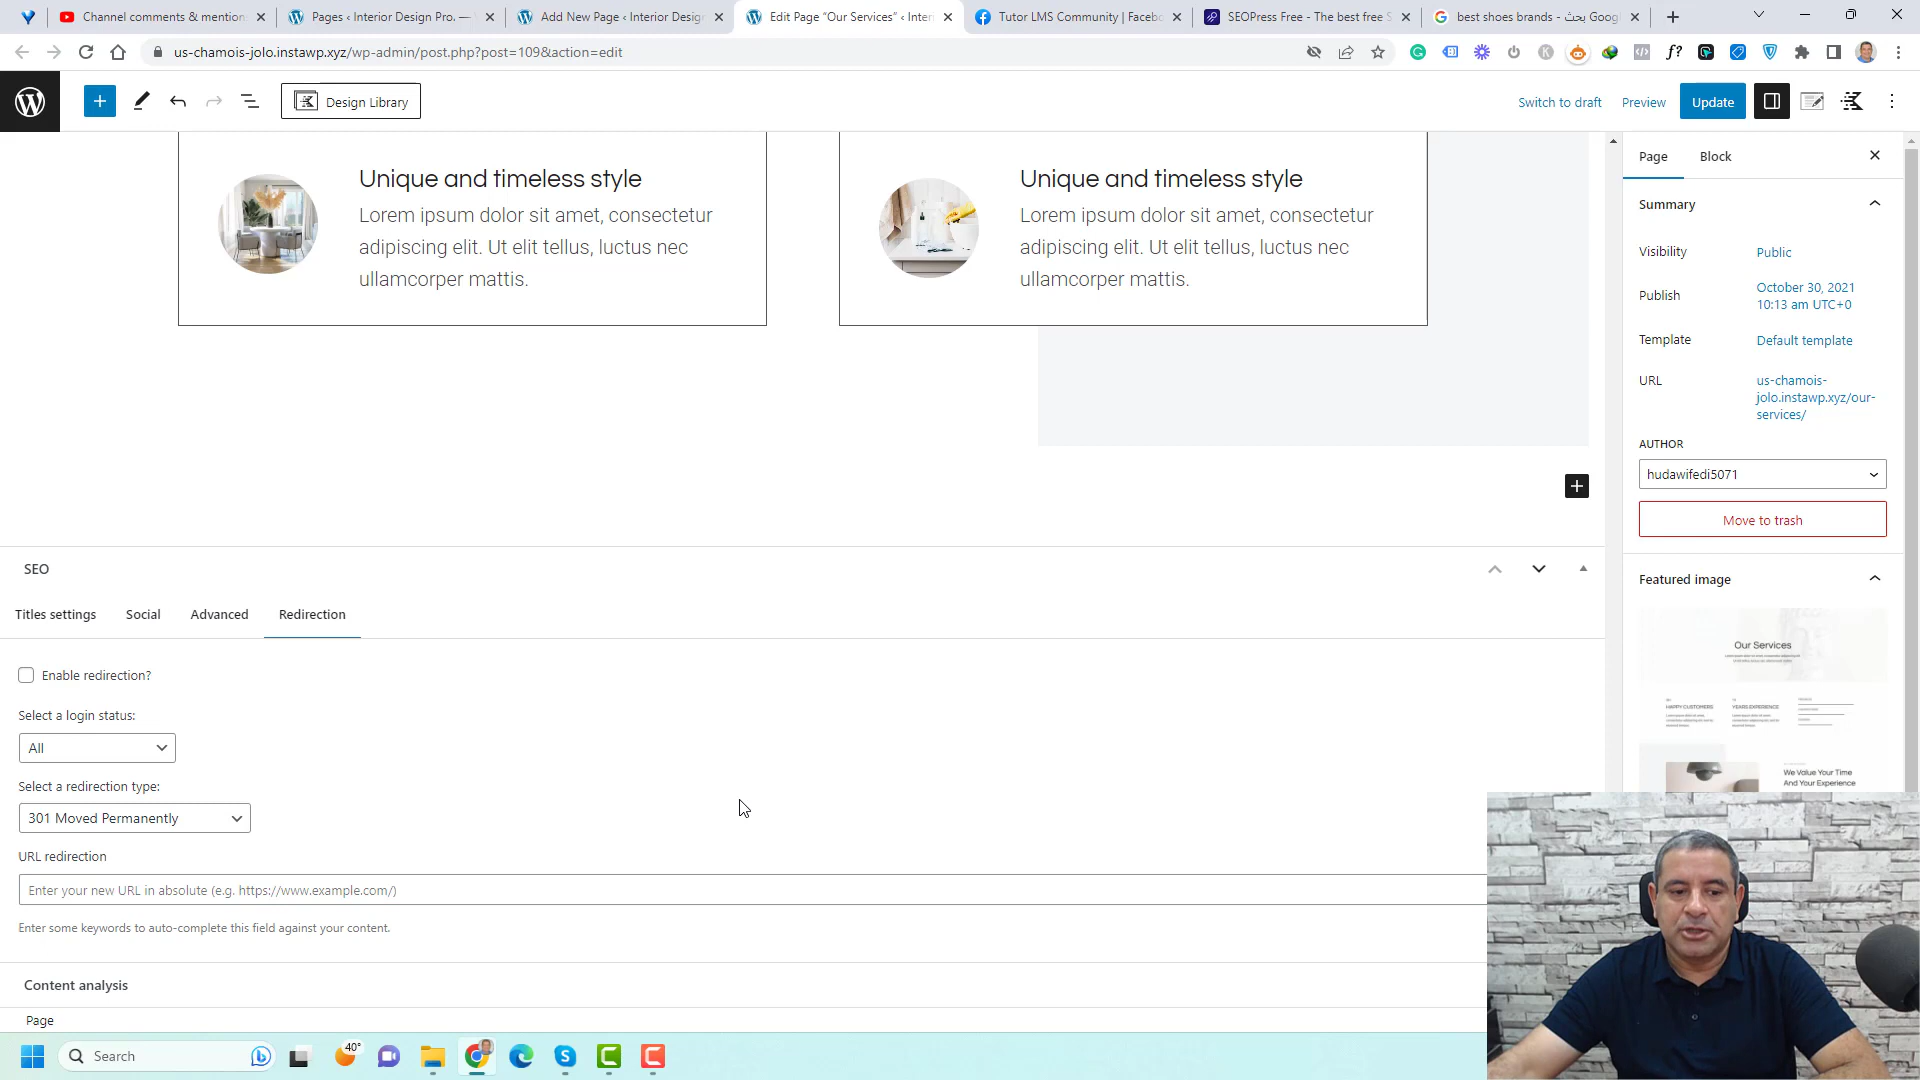 Channel comments & mention
Pages ‹ Interior Design Pro. —
Add New Page ‹ Interior Desig
Edit Page “Our Services” ‹ Inter
Tutor LMS Community | Facebo
SEOPress Free - The best free S
best shoes brands - بحث Googl
us-chamois-jolo.instawp.xyz/wp-admin/post.php?post=109&action=edit
Design Library
Switch to draft
Preview
Update
Unique and timeless style
Lorem ipsum dolor sit amet, consectetur
adipiscing elit. Ut elit tellus, luctus nec
ullamcorper mattis.
Unique and timeless style
Lorem ipsum dolor sit amet, consectetur
adipiscing elit. Ut elit tellus, luctus nec
ullamcorper mattis.
Page
Block
Summary
Visibility
Public
Publish
October 30, 2021
10:13 am UTC+0
Template
Default template
URL
us-chamois-
jolo.instawp.xyz/our-
services/
AUTHOR
hudawifedi5071
Move to trash
Featured image
Our Services
HAPPY CUSTOMERS
YEARS EXPERIENCE
We Value Your Time
And Your Experience
SEO
Titles settings
Social
Advanced
Redirection
Enable redirection?
Select a login status:
All
Select a redirection type:
301 Moved Permanently
URL redirection
Enter your new URL in absolute (e.g. https://www.example.com/)
Enter some keywords to auto-complete this field against your content.
Content analysis
Page
Search
40°